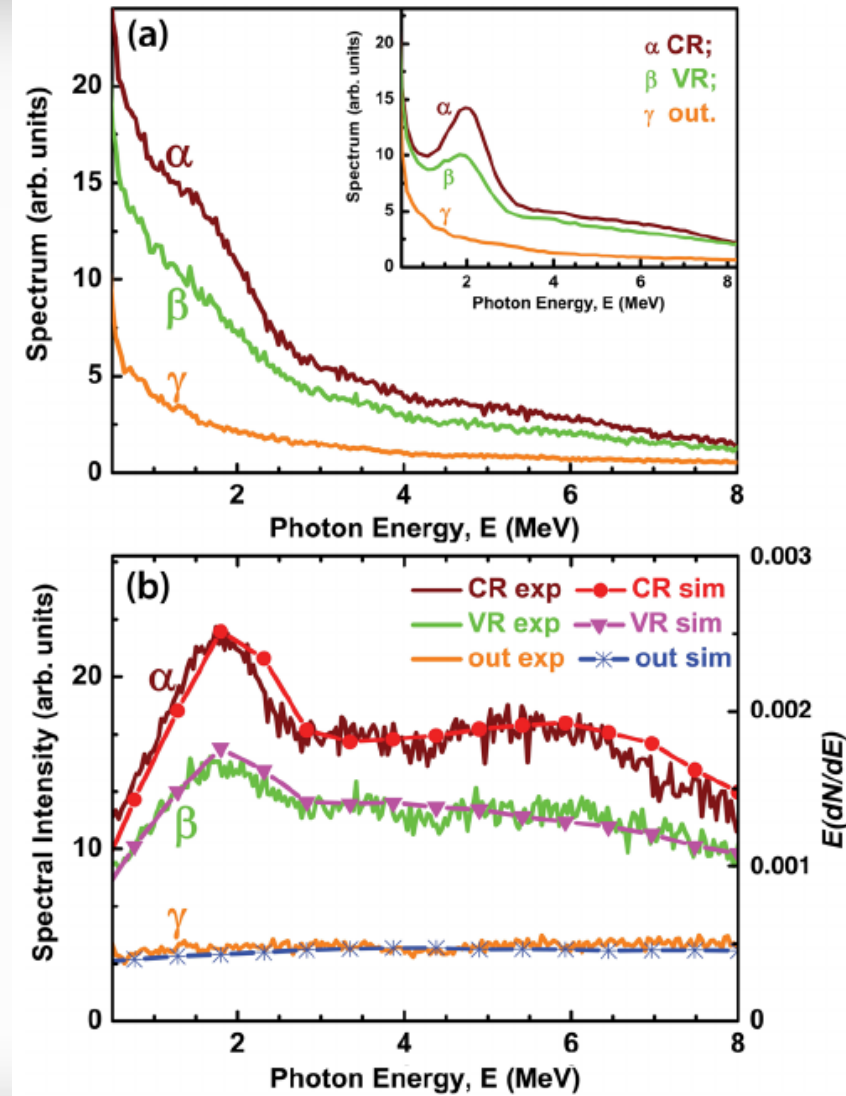 (a)
α CR;
β VR;
γ out.
20
15
10
5
0
Spectrum (arb. units)
α
β
γ
20
15
10
5
0
Spectrum (arb. units)
α
β
γ
2 4 6 8
Photon Energy, E (MeV)
2 4 6 8
Photon Energy, E (MeV)
(b)
CR exp CR sim
VR exp VR sim
out exp out sim
20
10
0
Spectral Intensity (arb. units)
α
β
γ
0.003
0.002
0.001
0
E(dN/dE)
2 4 6 8
Photon Energy, E (MeV)